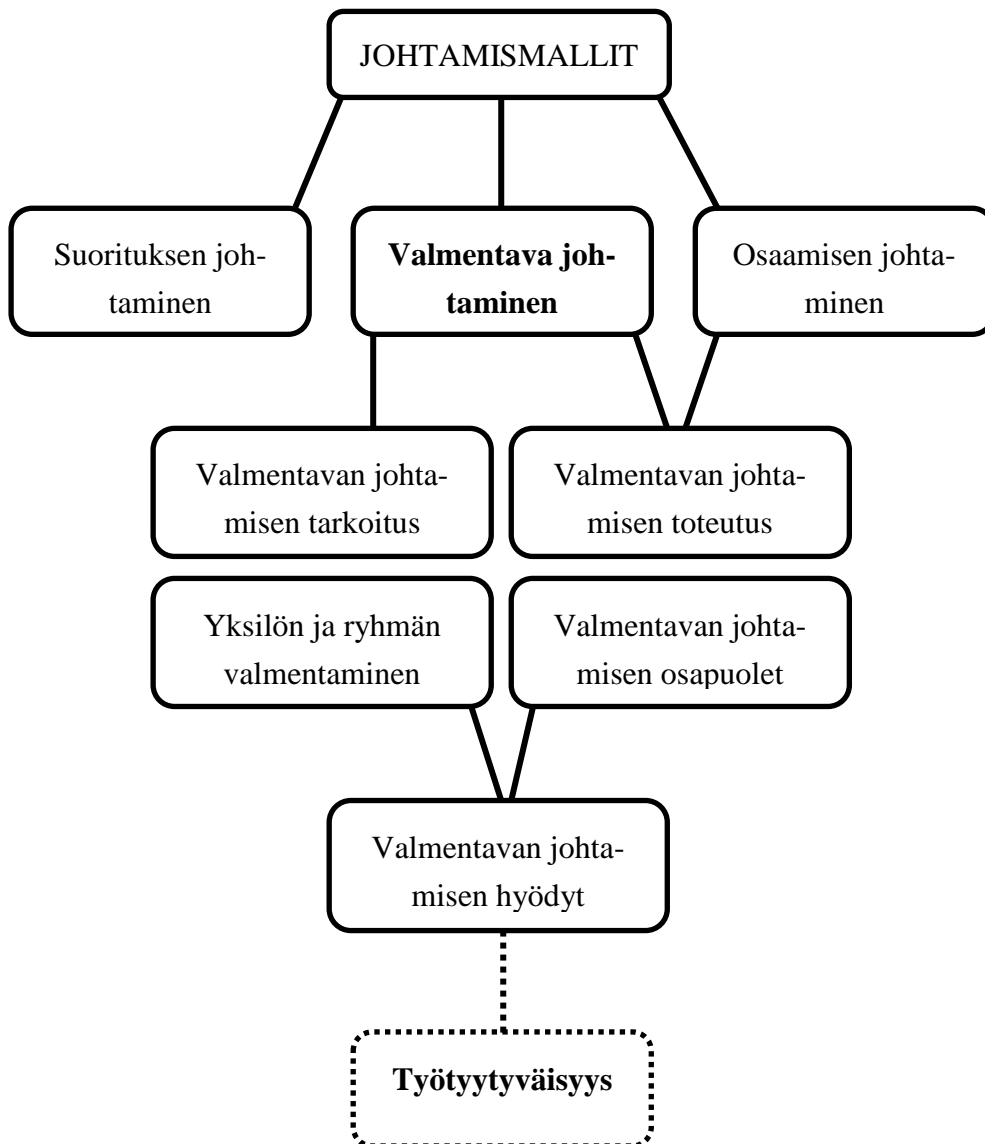 JOHTAMISMALLIT
Suorituksen joh-
taminen
Valmentava joh-
taminen
Osaamisen johta-
minen
Valmentavan johta-
misen tarkoitus
Valmentavan johta-
misen toteutus
Yksilön ja ryhmän
valmentaminen
Valmentavan johta-
misen osapuolet
Valmentavan johta-
misen hyödyt
Työtyytyväisyys